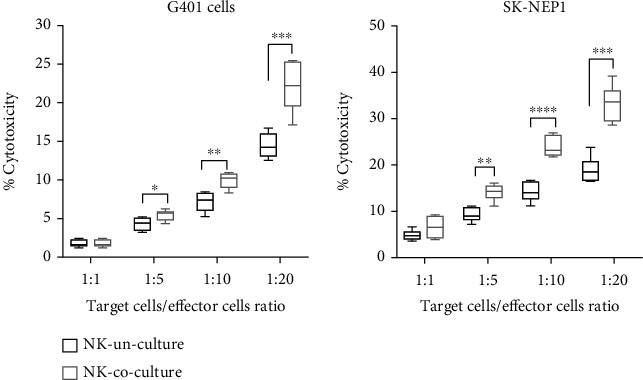 G401 cells
% Cytotoxicity
30
25
20
15
10
5
0
*
**
***
1:1 1:5 1:10 1:20
Target cells/effector cells ratio
SK-NEP1
% Cytotoxicity
50
40
30
20
10
0
**
****
***
1:1 1:5 1:10 1:20
Target cells/effector cells ratio
NK-un-culture
NK-co-culture